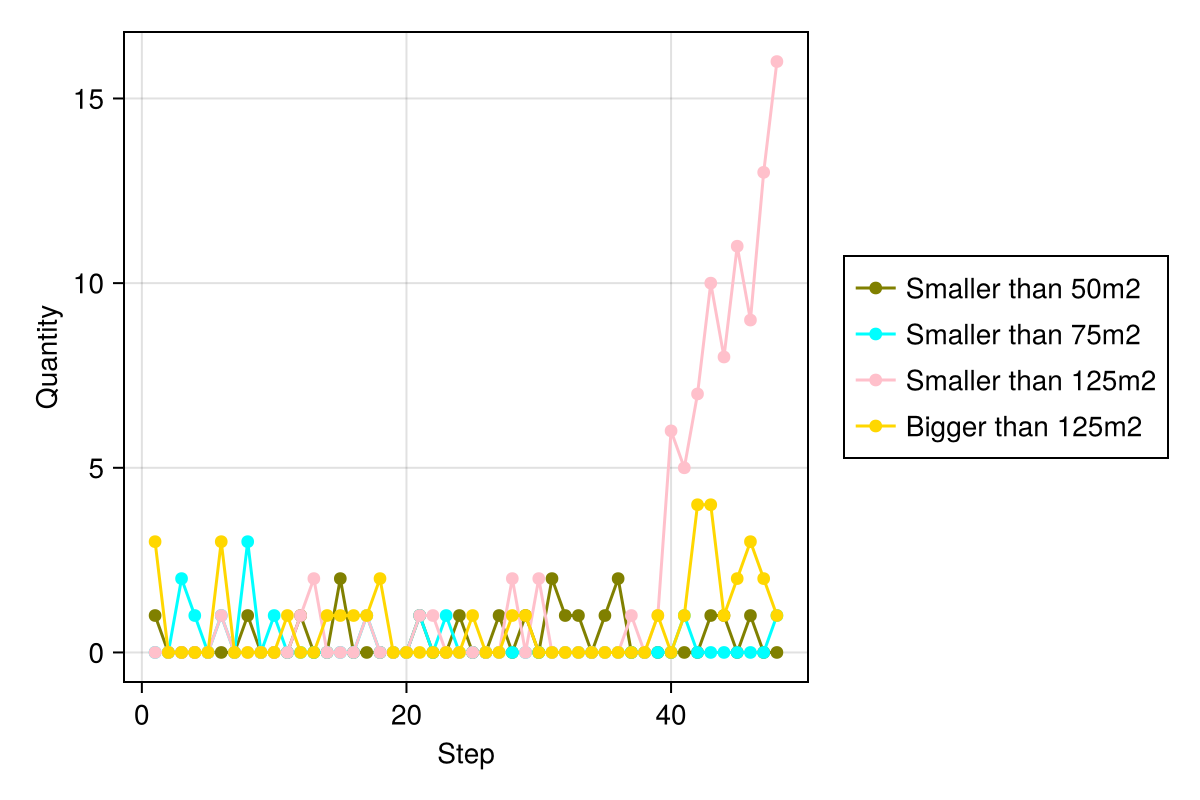 15
10
5
0
0
20
40
Quantity
Step
Smaller than 50m2
Smaller than 75m2
Smaller than 125m2
Bigger than 125m2